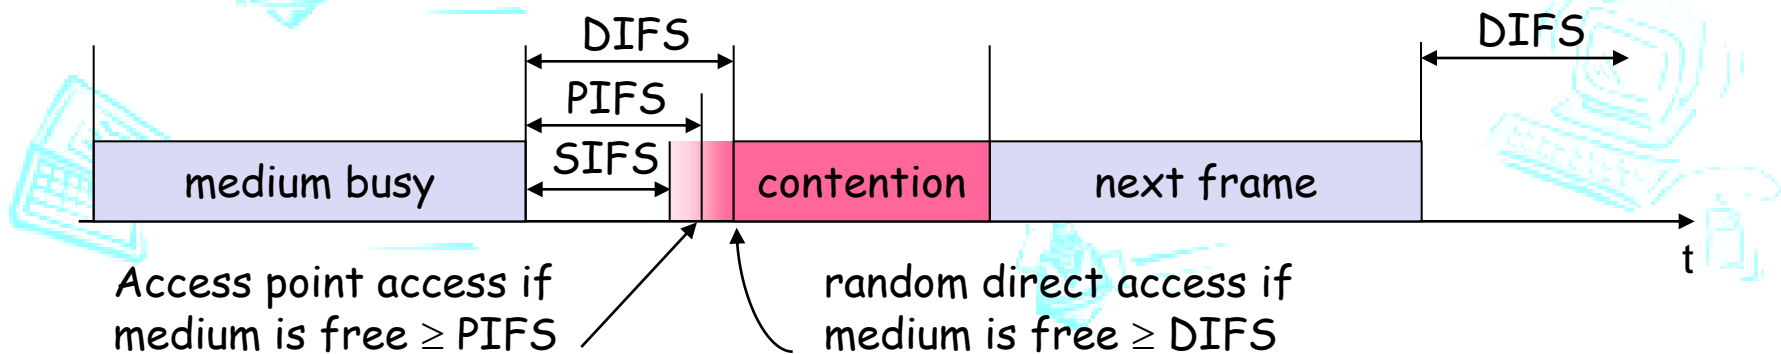 DIFS
DIFS
PIFS
SIFS
medium busy
contention
next frame
t
Access point access if
medium is free ≥ PIFS
random direct access if
medium is free ≥ DIFS